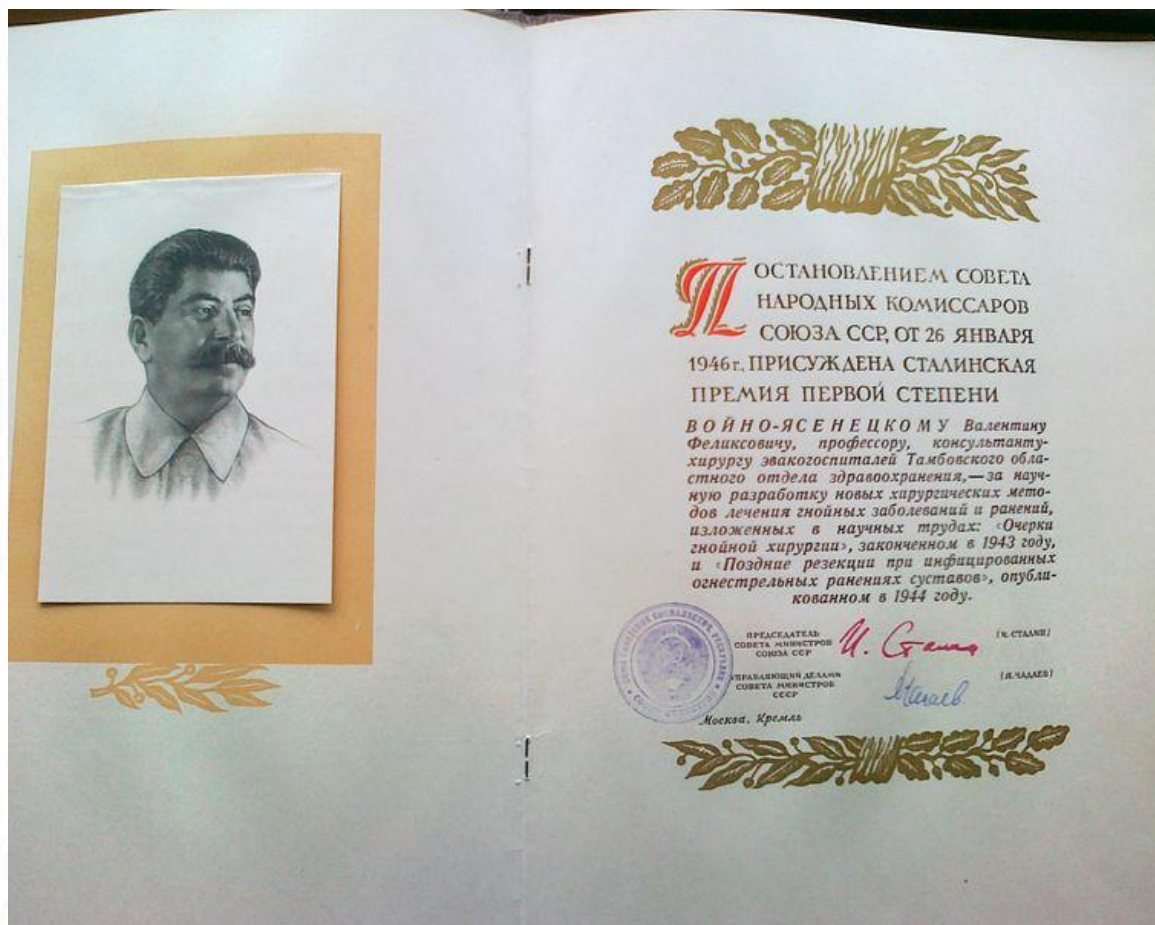 ПОСТАНОВЛЕНИЕМ СОВЕТА
НАРОДНЫХ КОМИССАРОВ
СОЮЗА ССР, ОТ 26 ЯНВАРЯ
1946г. ПРИСУЖДЕНА СТАЛИНСКАЯ
ПРЕМИЯ ПЕРВОЙ СТЕПЕНИ
ВОЙНО-ЯСЕНЕЦКОМУ Валентину
Феликсовичу, профессору, консультанту-
хирургу эвакогоспиталей Тамбовского обла-
стного отдела здравоохранения,—за науч-
ную разработку новых хирургических мето-
дов лечения гнойных заболеваний и ранений,
изложенных в научных трудах: «Очерки
гнойной хирургии», законченном в 1943 году,
и «Поздние резекции при инфицированных
огнестрельных ранениях суставов», опубли-
кованном в 1944 году.
ПРЕДСЕДАТЕЛЬ
СОВЕТА МИНИСТРОВ
СОЮЗА ССР
И. Сталин
(И. СТАЛИН)
УПРАВЛЯЮЩИЙ ДЕЛАМИ
СОВЕТА МИНИСТРОВ
СССР
(Я. ЧАДАЕВ)
Москва, Кремль